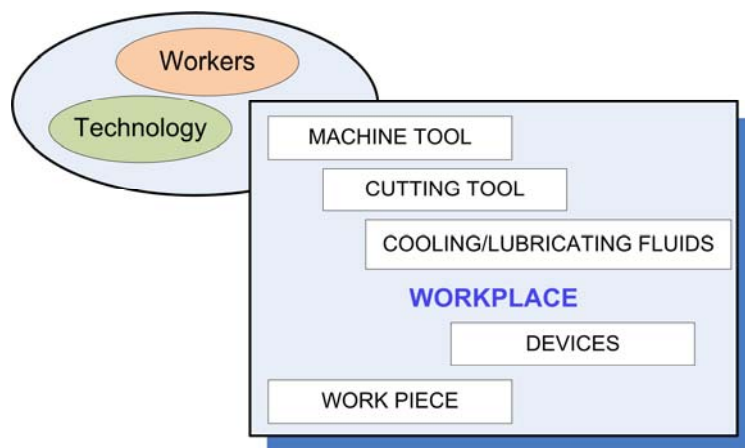 Workers
Technology
MACHINE TOOL
CUTTING TOOL
COOLING/LUBRICATING FLUIDS
WORKPLACE
DEVICES
WORK PIECE